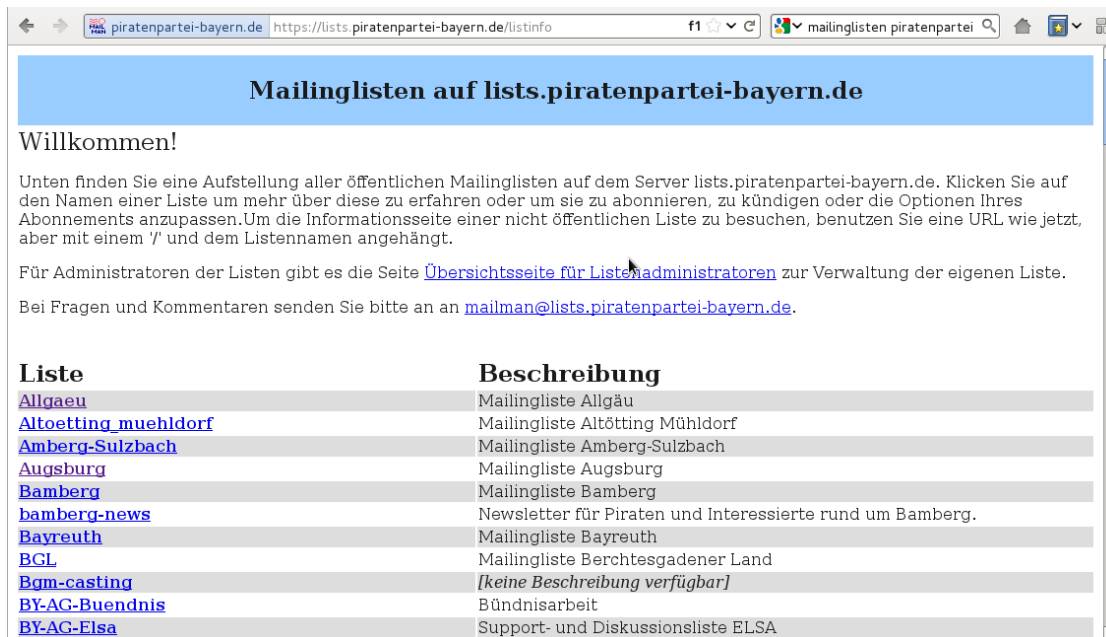 piratenpartei-bayern.de https://lists.piratenpartei-bayern.de/listinfo f1 mailinglisten piratenpartei
Mailinglisten auf lists.piratenpartei-bayern.de
Willkommen!
Unten finden Sie eine Aufstellung aller öffentlichen Mailinglisten auf dem Server lists.piratenpartei-bayern.de. Klicken Sie auf
den Namen einer Liste um mehr über diese zu erfahren oder um sie zu abonnieren, zu kündigen oder die Optionen Ihres
Abonnements anzupassen.Um die Informationsseite einer nicht öffentlichen Liste zu besuchen, benutzen Sie eine URL wie jetzt,
aber mit einem '/' und dem Listennamen angehängt.
Für Administratoren der Listen gibt es die Seite Übersichtsseite für Listenadministratoren zur Verwaltung der eigenen Liste.
Bei Fragen und Kommentaren senden Sie bitte an an mailman@lists.piratenpartei-bayern.de.
Liste Beschreibung
Allgaeu Mailingliste Allgäu
Altoetting_muehldorf Mailingliste Altötting Mühldorf
Amberg-Sulzbach Mailingliste Amberg-Sulzbach
Augsburg Mailingliste Augsburg
Bamberg Mailingliste Bamberg
bamberg-news Newsletter für Piraten und Interessierte rund um Bamberg.
Bayreuth Mailingliste Bayreuth
BGL Mailingliste Berchtesgadener Land
Bgm-casting [keine Beschreibung verfügbar]
BY-AG-Buendnis Bündnisarbeit
BY-AG-Elsa Support- und Diskussionsliste ELSA